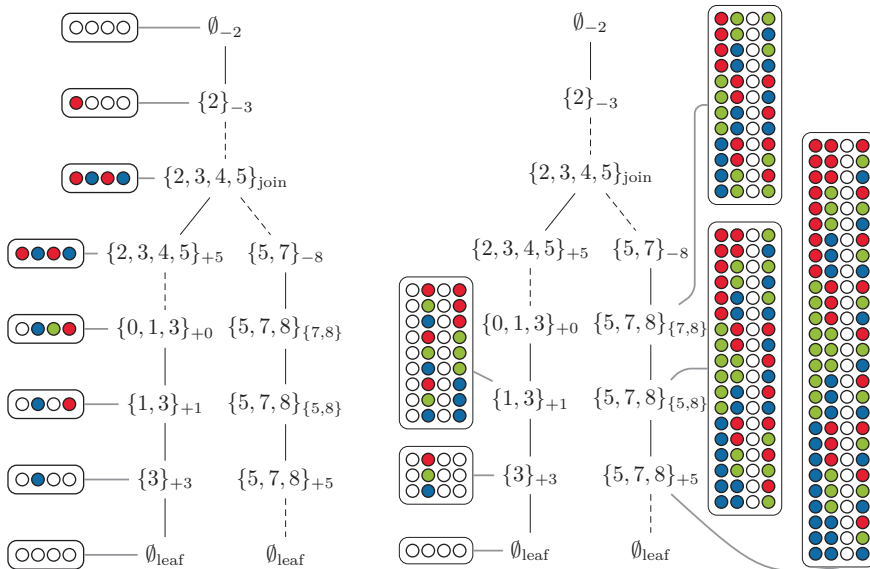 ∅₋₂ ∅₋₂
{2}₋₃ {2}₋₃
{2, 3, 4, 5}join {2, 3, 4, 5}join
{2, 3, 4, 5}₊₅ {5, 7}₋₈ {2, 3, 4, 5}₊₅ {5, 7}₋₈
{0, 1, 3}₊₀ {5, 7, 8}{7,8} {0, 1, 3}₊₀ {5, 7, 8}{7,8}
{1, 3}₊₁ {5, 7, 8}{5,8} {1, 3}₊₁ {5, 7, 8}{5,8}
{3}₊₃ {5, 7, 8}₊₅ {3}₊₃ {5, 7, 8}₊₅
∅leaf ∅leaf ∅leaf ∅leaf